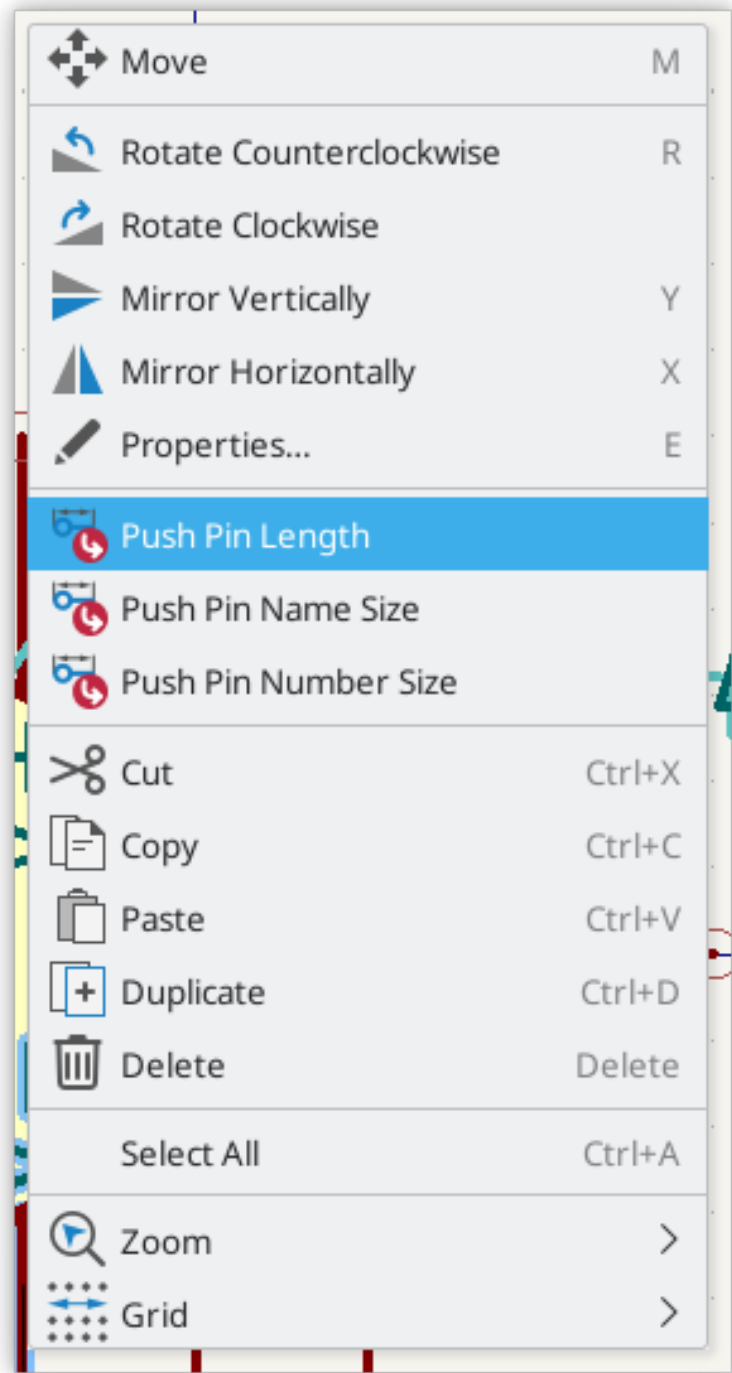 Move M
Rotate Counterclockwise R
Rotate Clockwise
Mirror Vertically Y
Mirror Horizontally X
Properties... E
Push Pin Length
Push Pin Name Size
Push Pin Number Size
Cut Ctrl+X
Copy Ctrl+C
Paste Ctrl+V
Duplicate Ctrl+D
Delete Delete
Select All Ctrl+A
Zoom
Grid